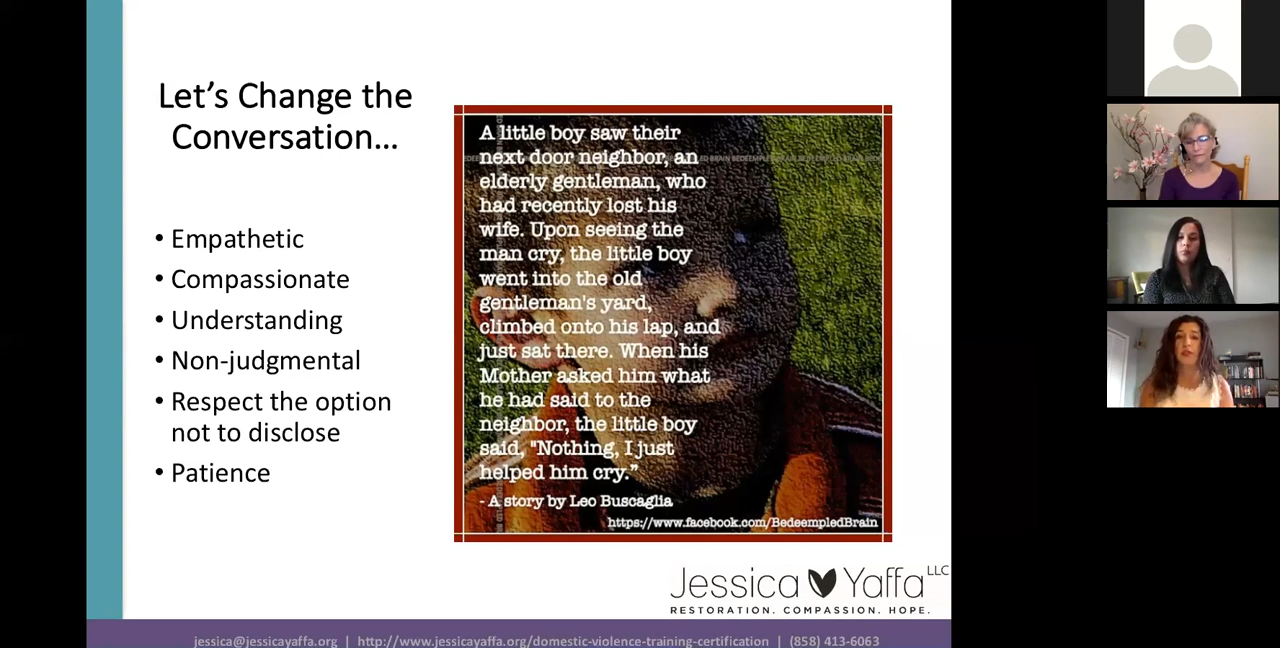 Let’s Change the
Conversation…
• Empathetic
• Compassionate
• Understanding
• Non-judgmental
• Respect the option
not to disclose
• Patience
A little boy saw their
next door neighbor, an
elderly gentleman, who
had recently lost his
wife. Upon seeing the
man cry, the little boy
went into the old
gentleman's yard,
climbed onto his lap, and
just sat there. When his
Mother asked him what
he had said to the
neighbor, the little boy
said, "Nothing, I just
helped him cry.”
- A story by Leo Buscaglia
https://www.facebook.com/BedeempledBrain
Jessica Yaffa LLC
RESTORATION. COMPASSION. HOPE.
jessica@jessicayaffa.org | http://www.jessicayaffa.org/domestic-violence-training-certification | (858) 413-6063